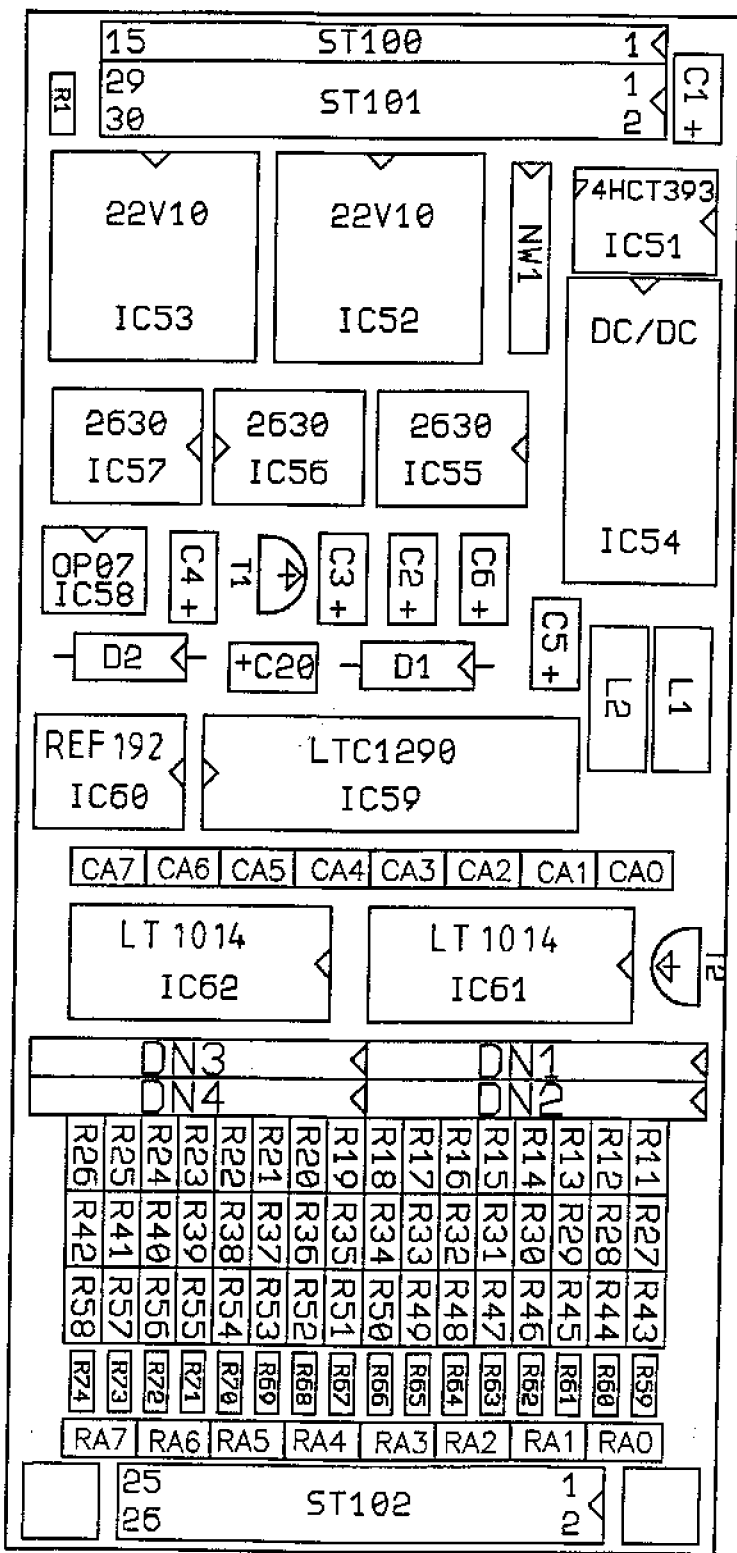 15 ST100 1
29 ST101 1
30 2
R1
C1 +
22V10
IC53
22V10
IC52
NW1
74HCT393
IC51
DC/DC
IC54
2630
IC57
2630
IC56
2630
IC55
OP07
IC58
C4 +
T1
C3 +
C2 +
C6 +
C5 +
D2
+C20
D1
L2
L1
REF192
IC60
LTC1290
IC59
CA7 CA6 CA5 CA4 CA3 CA2 CA1 CA0
LT1014
IC62
LT1014
IC61
T2
DN3 DN1
DN4 DN2
R26 R25 R24 R23 R22 R21 R20 R19 R18 R17 R16 R15 R14 R13 R12 R11
R42 R41 R40 R39 R38 R37 R36 R35 R34 R33 R32 R31 R30 R29 R28 R27
R58 R57 R56 R55 R54 R53 R52 R51 R50 R49 R48 R47 R46 R45 R44 R43
R74 R73 R72 R71 R70 R69 R68 R67 R66 R65 R64 R63 R62 R61 R60 R59
RA7 RA6 RA5 RA4 RA3 RA2 RA1 RA0
25 ST102 1
26 2